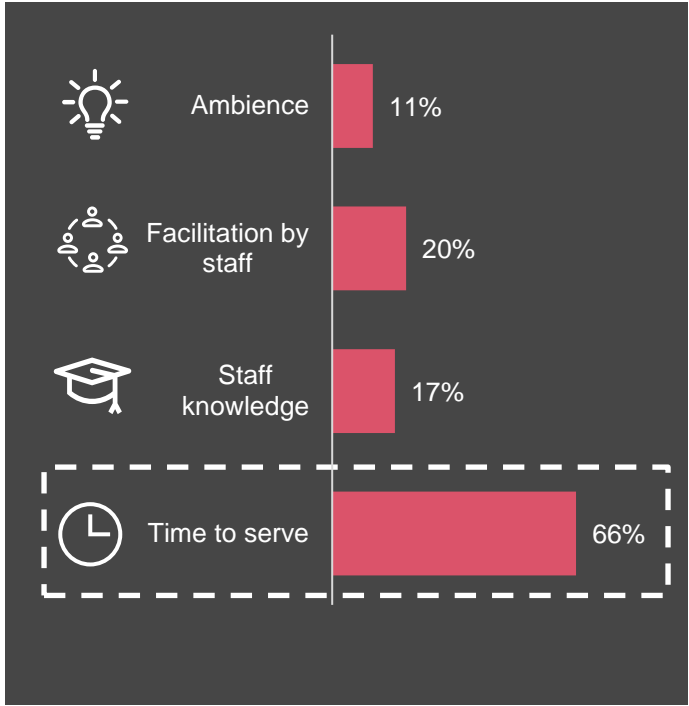 Ambience
11%
Facilitation by
staff
20%
Staff
knowledge
17%
Time to serve
66%